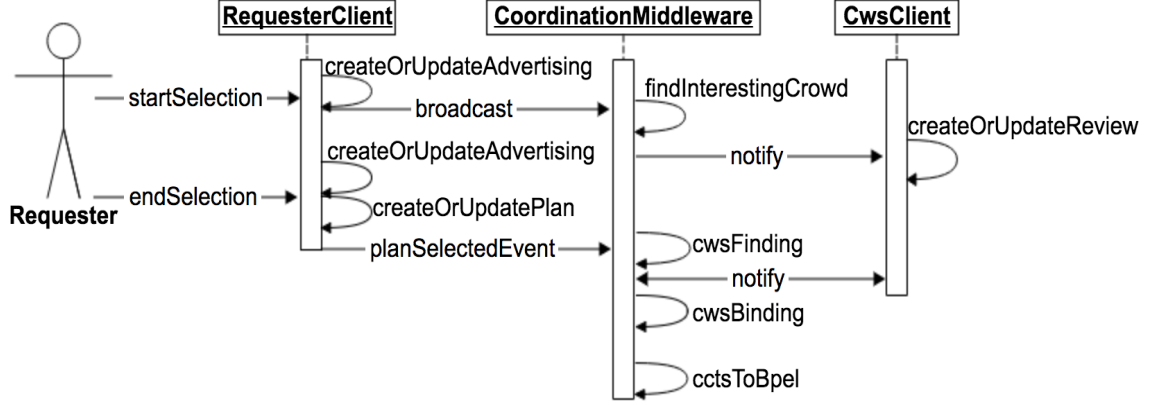 RequesterClient
CoordinationMiddleware
CwsClient
createOrUpdateAdvertising
findInterestingCrowd
startSelection
broadcast
createOrUpdateReview
createOrUpdateAdvertising
notify
endSelection
createOrUpdatePlan
Requester
planSelectedEvent
cwsFinding
notify
cwsBinding
cctsToBpel